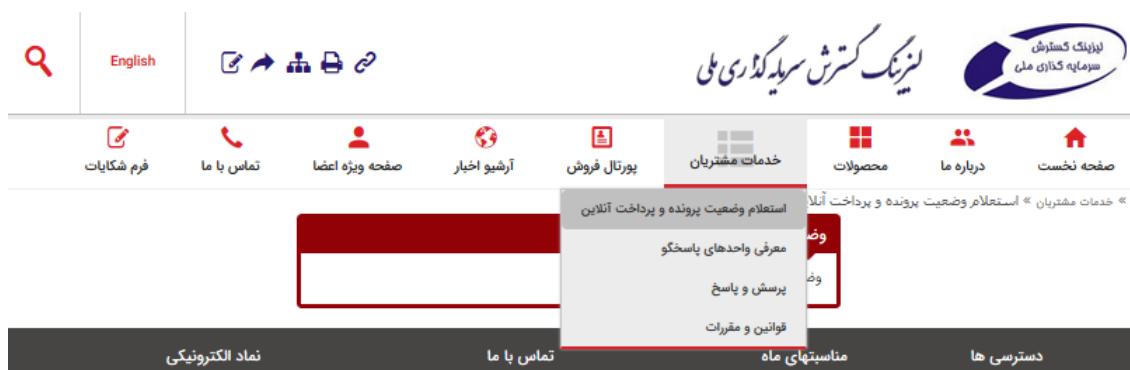 لیزینگ گسترش
سرمایه گذاری ملی
لیزینگ گسترش سرمایه گذاری ملی
English
صفحه نخست
درباره ما
محصولات
خدمات مشتریان
پورتال فروش
آرشیو اخبار
صفحه ویژه اعضا
تماس با ما
فرم شکایات
» خدمات مشتریان » استعلام وضعیت پرونده و پرداخت
استعلام وضعیت پرونده و پرداخت آنلاین
معرفی واحدهای پاسخگو
پرسش و پاسخ
قوانین و مقررات
دسترسی ها
مناسبتهای ماه
تماس با ما
نماد الکترونیکی